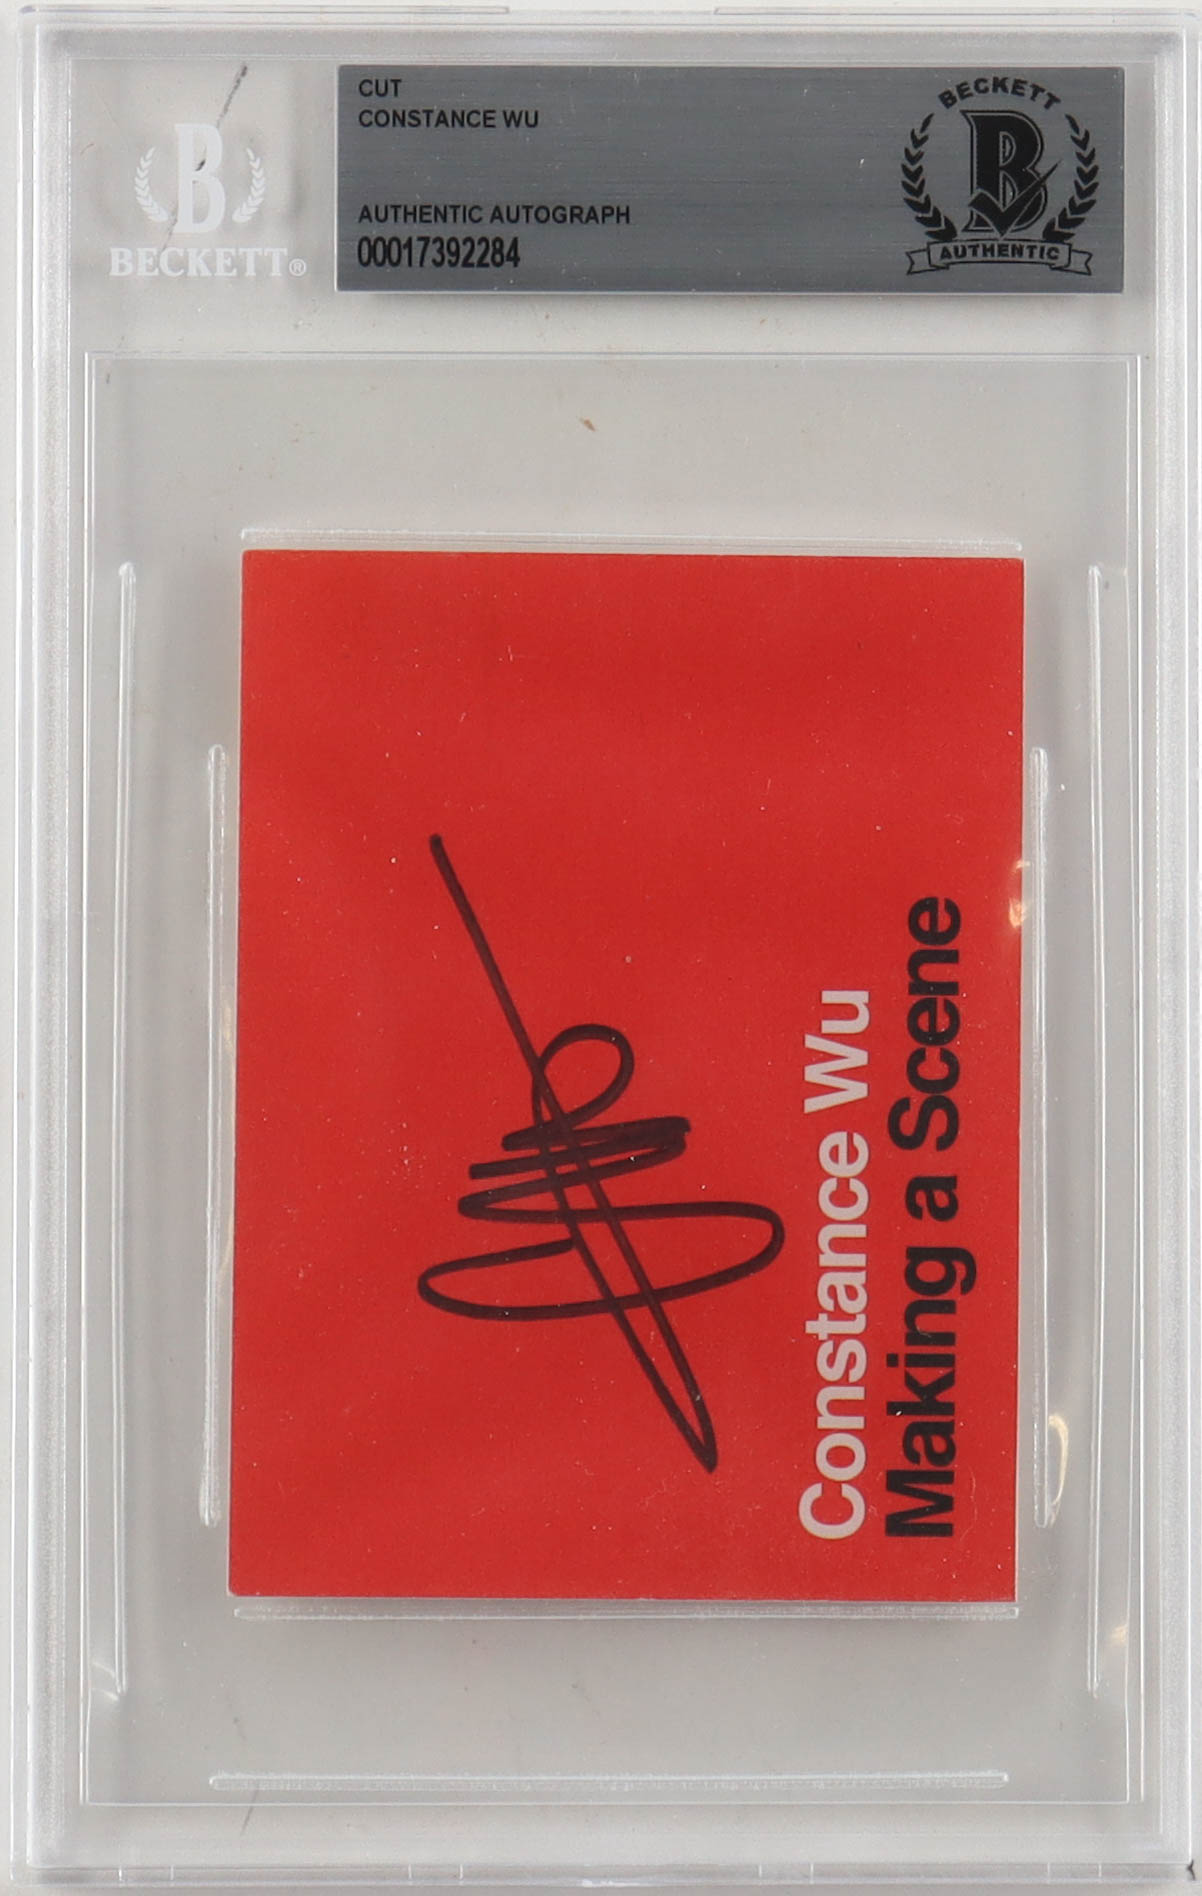 CUT
CONSTANCE WU
AUTHENTIC AUTOGRAPH
00017392284
BECKETT
B
AUTHENTIC
B
BECKETT®
Constance Wu
Making a Scene